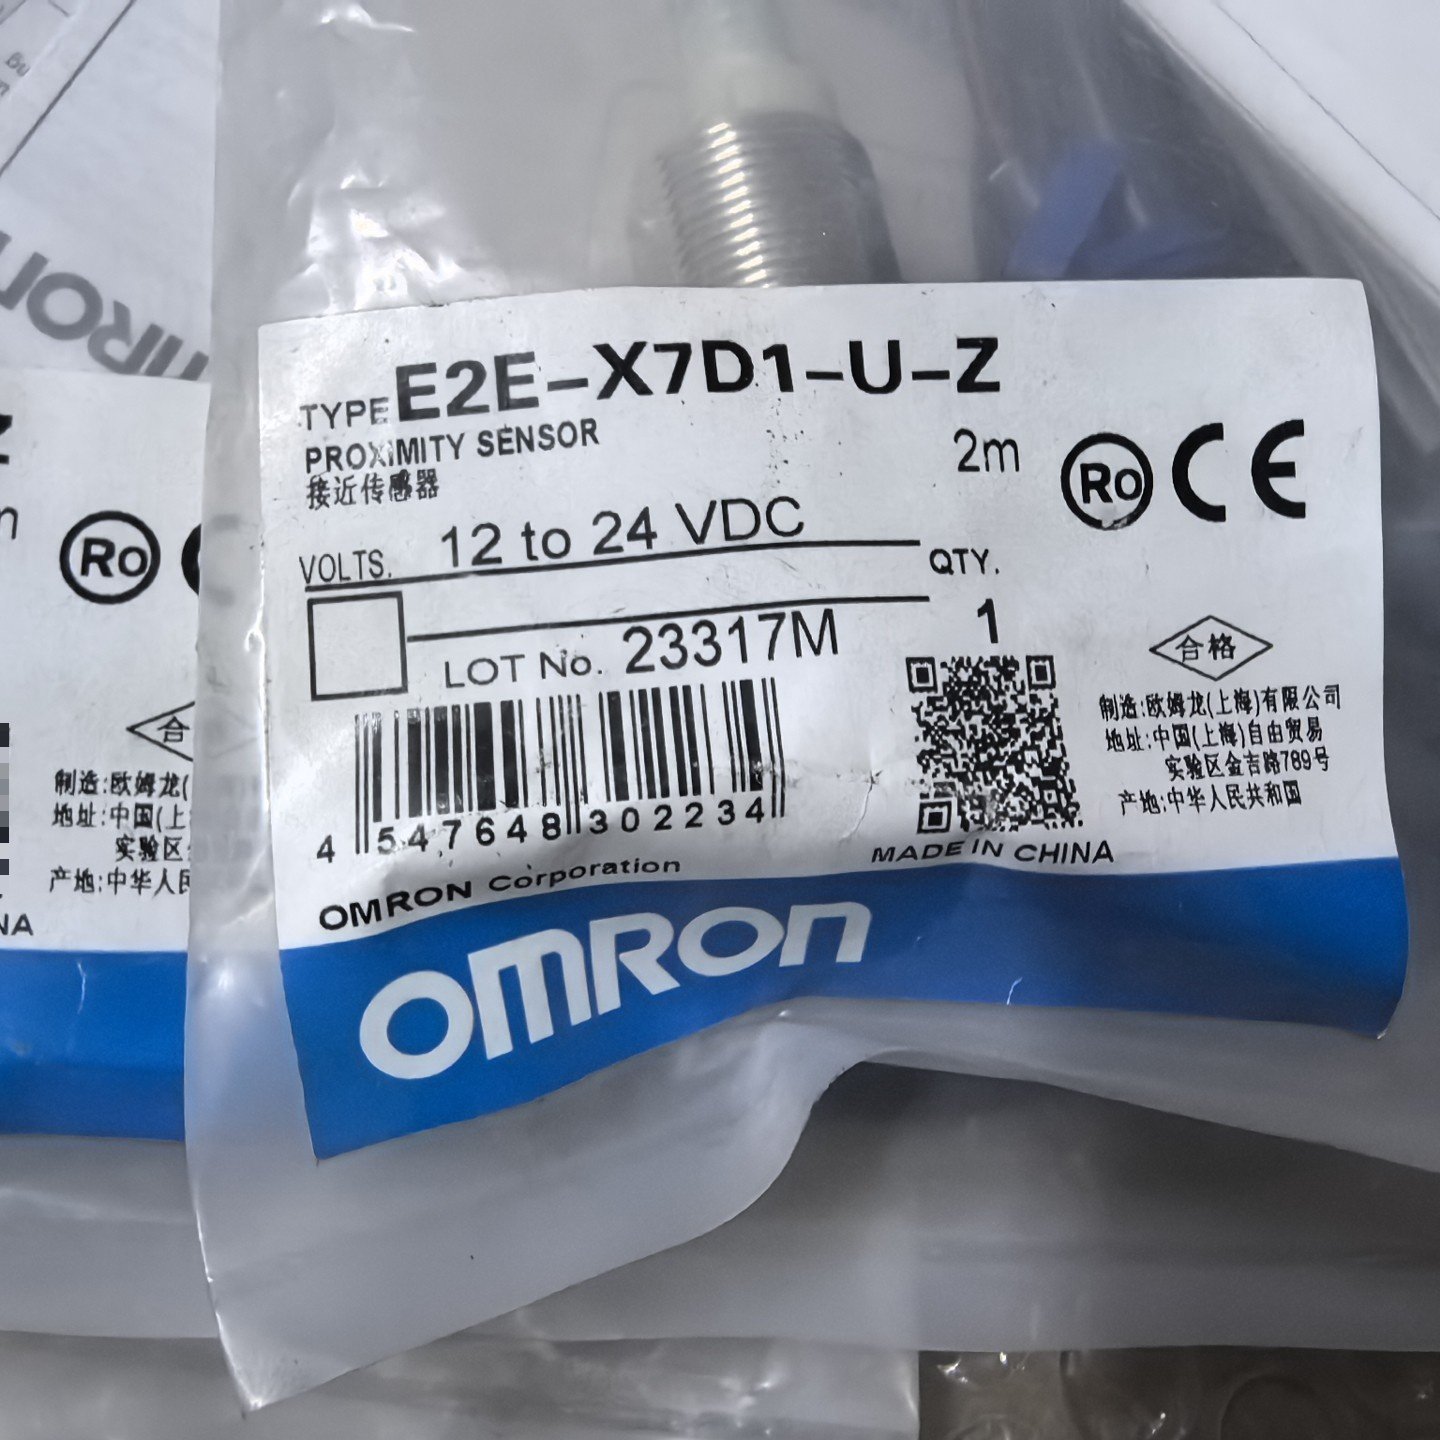 TYPE E2E-X7D1-U-Z
PROXIMITY SENSOR
接近传感器
2m
Ro CE
VOLTS. 12 to 24 VDC
QTY.
1
LOT No. 23317M
4 547648 302234
合格
制造:欧姆龙(上海)有限公司
地址:中国(上海)自由贸易
实验区金吉路789号
产地:中华人民共和国
MADE IN CHINA
OMRON Corporation
OMRON
Z
Ro
合
制造:欧姆龙(
地址:中国(上
实验区
产地:中华人民
NA